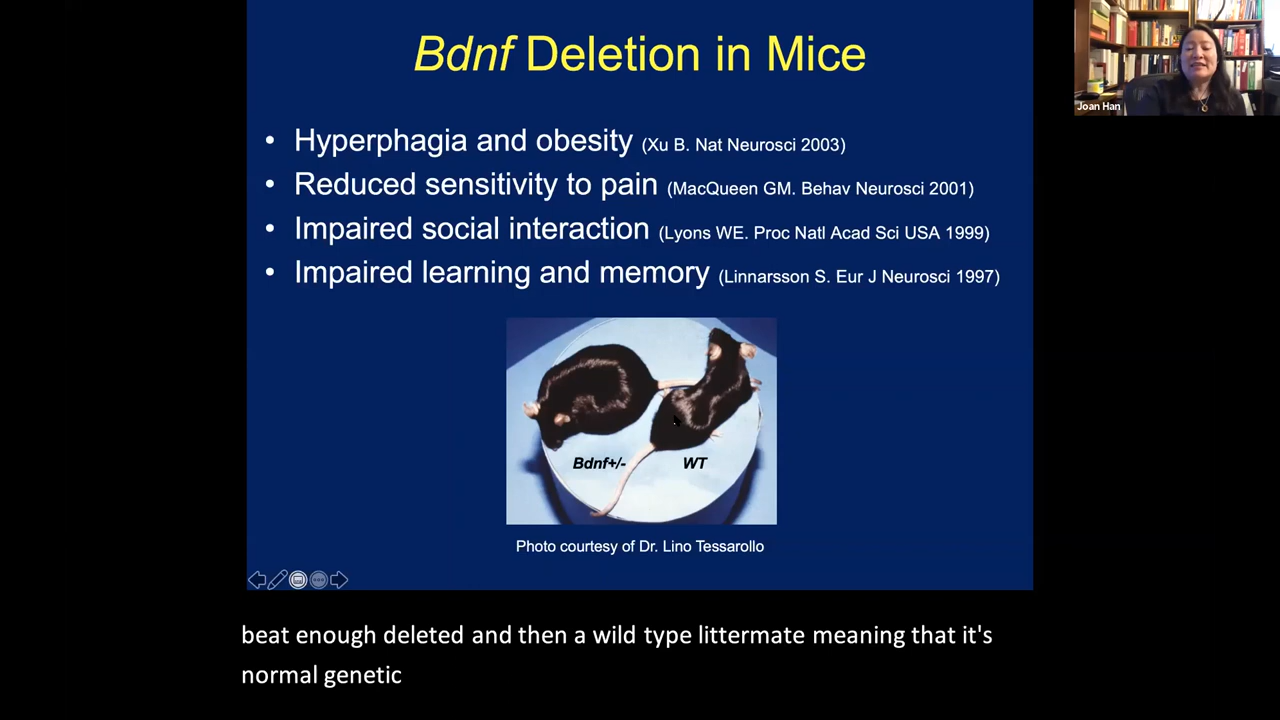 Bdnf Deletion in Mice
Joan Han
• Hyperphagia and obesity (Xu B. Nat Neurosci 2003)
• Reduced sensitivity to pain (MacQueen GM. Behav Neurosci 2001)
• Impaired social interaction (Lyons WE. Proc Natl Acad Sci USA 1999)
• Impaired learning and memory (Linnarsson S. Eur J Neurosci 1997)
Bdnf+/- WT
Photo courtesy of Dr. Lino Tessarollo
beat enough deleted and then a wild type littermate meaning that it's
normal genetic